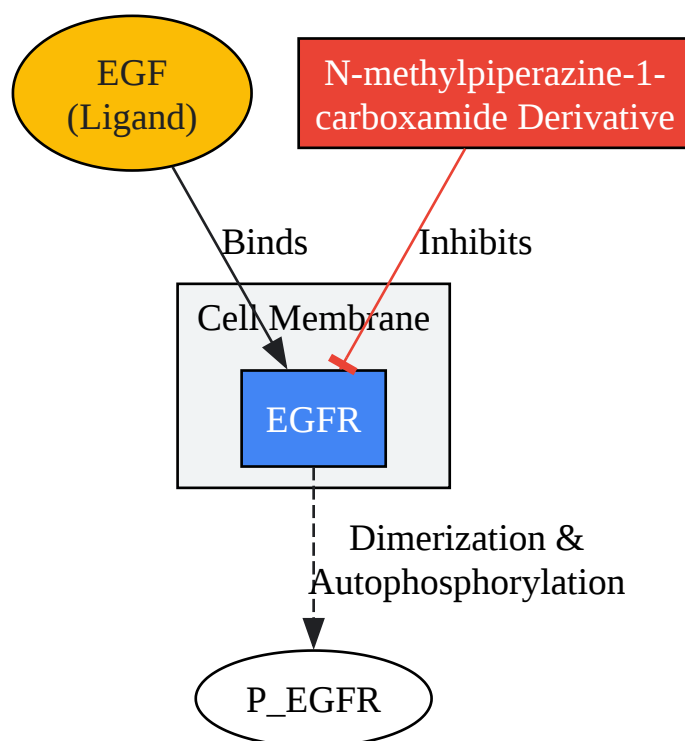 EGF
(Ligand)
N-methylpiperazine-1-
carboxamide Derivative
Binds
Inhibits
Cell Membrane
EGFR
Dimerization &
Autophosphorylation
P_EGFR